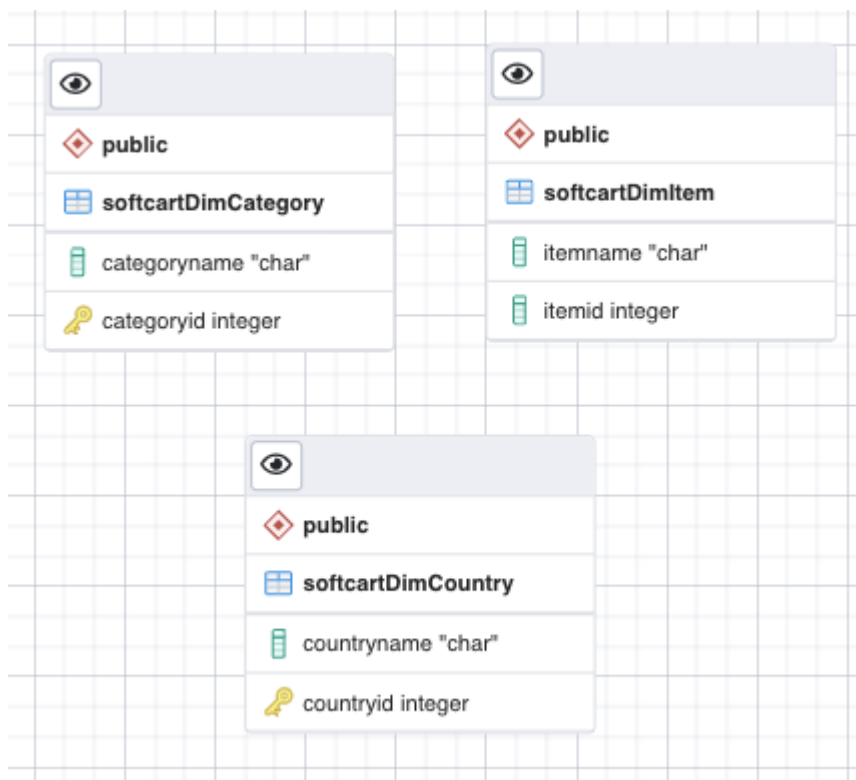 public
softcartDimCategory
categoryname "char"
categoryid integer
public
softcartDimItem
itemname "char"
itemid integer
public
softcartDimCountry
countryname "char"
countryid integer